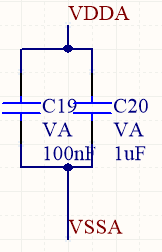 VDDA
C19 C20
VA VA
100nF 1uF
VSSA